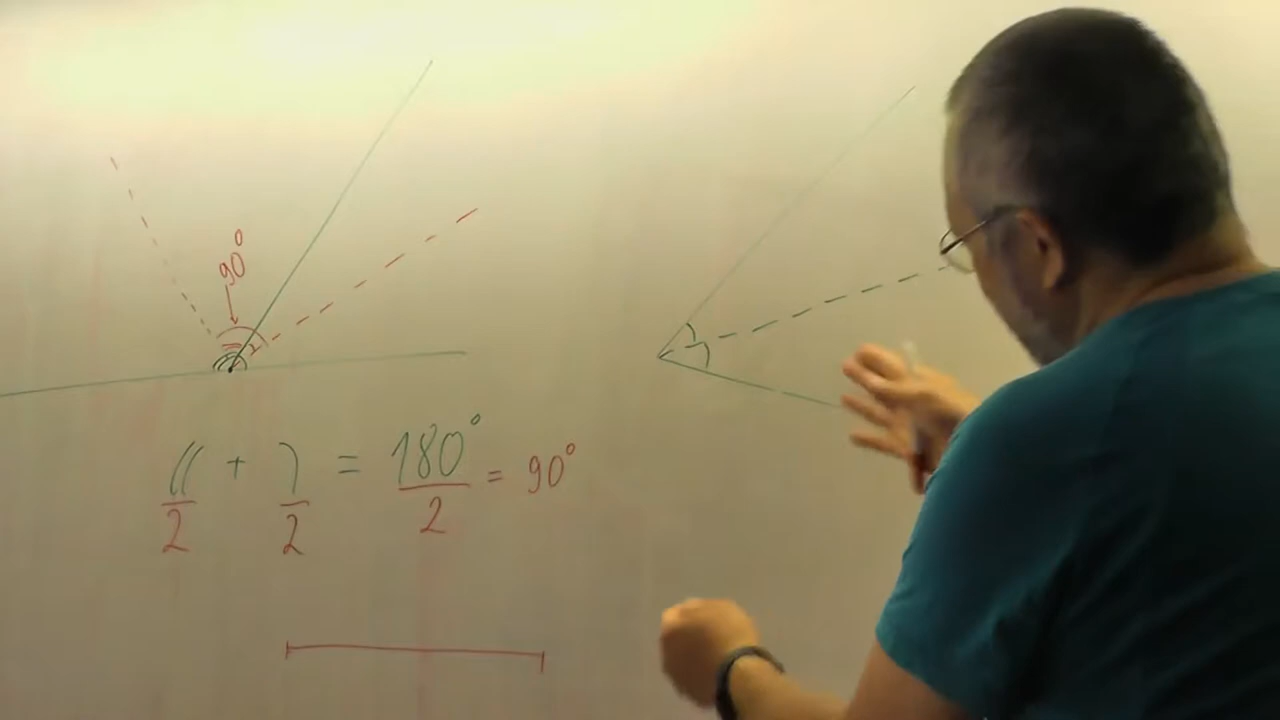 90°
(( / 2 + ) / 2 = 180° / 2 = 90°